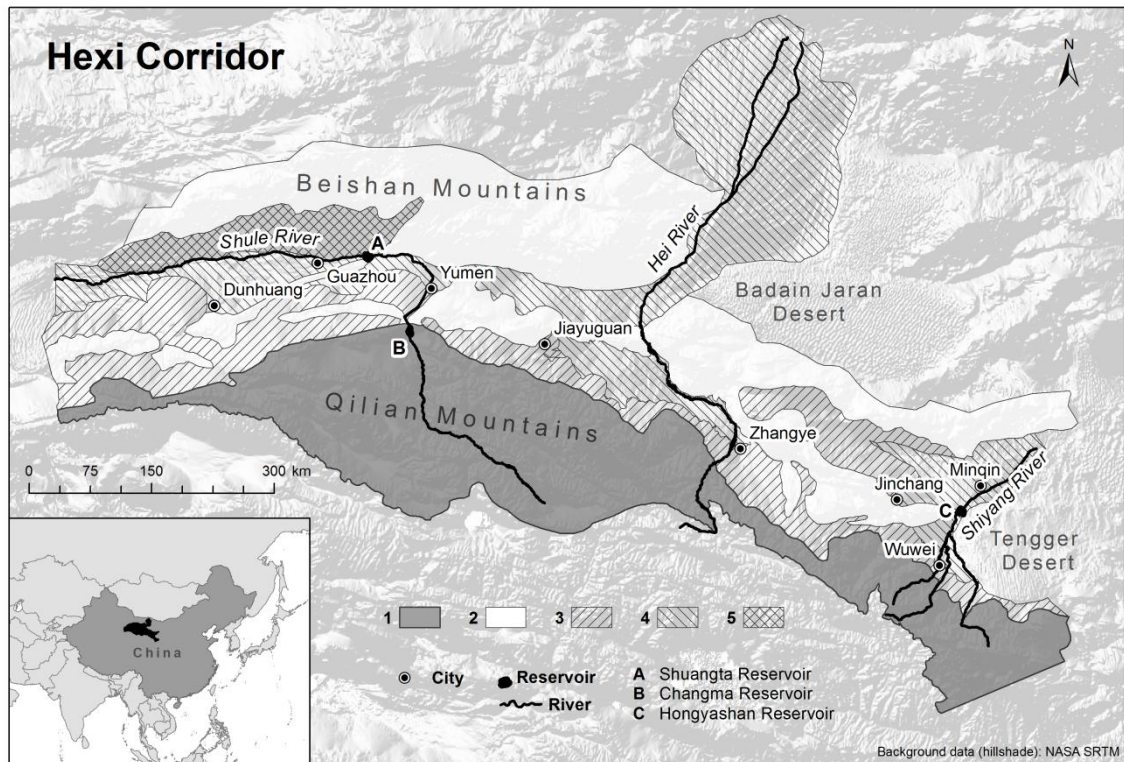 Hexi Corridor
N
Beishan Mountains
Shule River
A
Guazhou
Yumen
Dunhuang
B
Hei River
Badain Jaran
Desert
Jiayuguan
Qilian Mountains
Zhangye
0 75 150 300 km
Minqin
Jinchang
Shiyang River
C
Wuwei
Tengger
Desert
China
1 2 3 4 5
City Reservoir
River
A Shuangta Reservoir
B Changma Reservoir
C Hongyashan Reservoir
Background data (hillshade): NASA SRTM